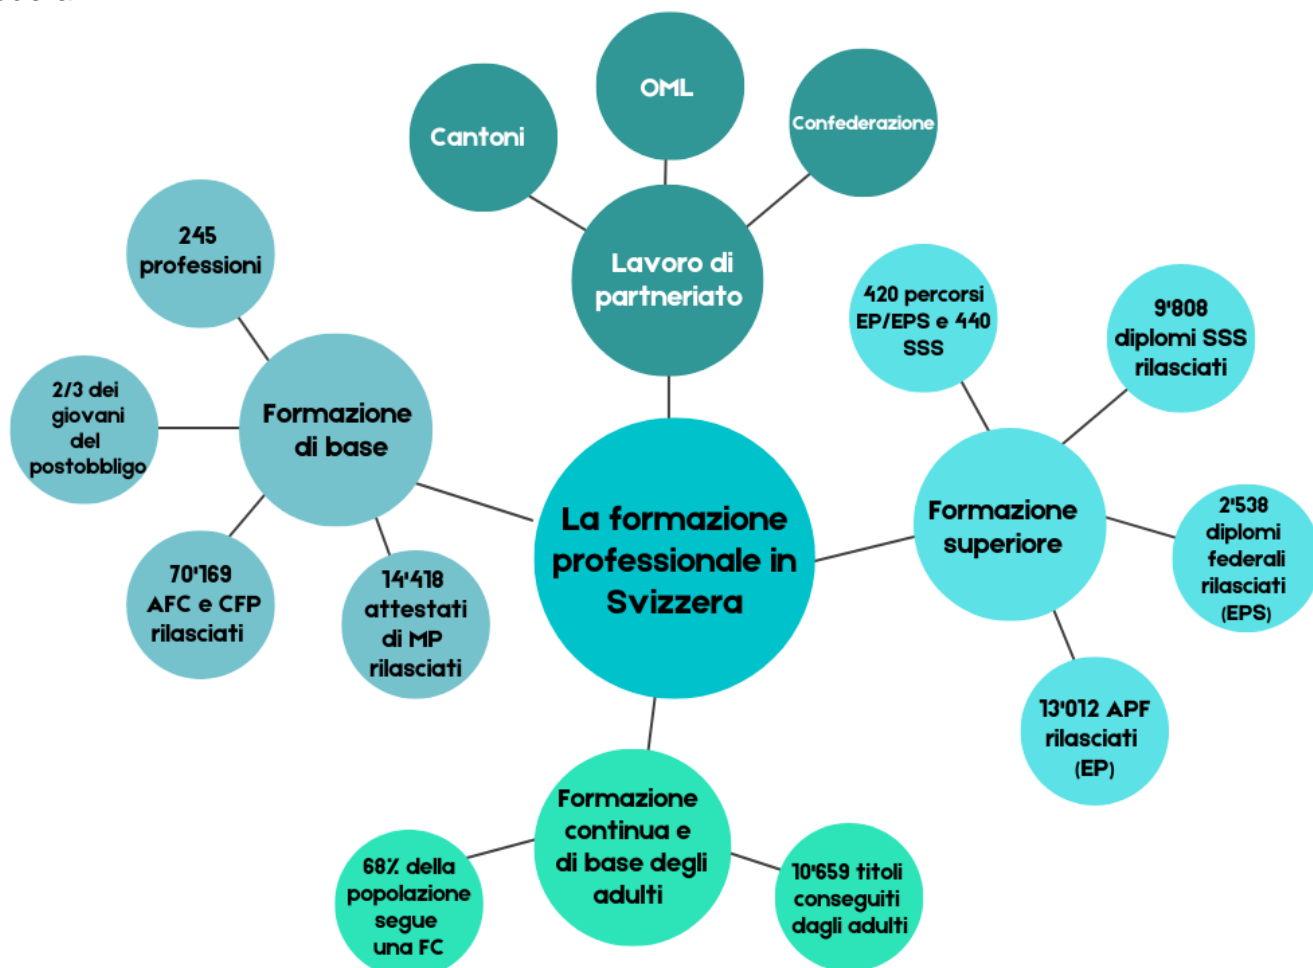 OML
Cantoni
Confederazione
Lavoro di
partneriato
245
professioni
2/3 dei
giovani
del
postobbligo
Formazione
di base
70'169
AFC e CFP
rilasciati
14'418
attestati
di MP
rilasciati
La formazione
professionale in
Svizzera
420 percorsi
EP/EPS e 440
SSS
9'808
diplomi SSS
rilasciati
Formazione
superiore
2'538
diplomi
federali
rilasciati
(EPS)
13'012 APF
rilasciati
(EP)
Formazione
continua e
di base degli
adulti
68% della
popolazione
segue
una FC
10'659 titoli
conseguiti
dagli adulti